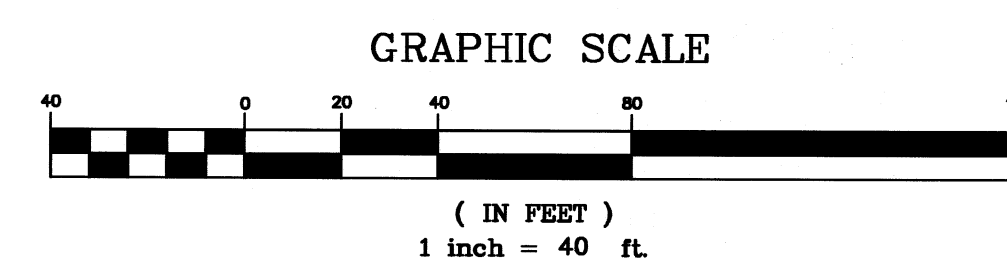 GRAPHIC SCALE
40 0 20 40 80
( IN FEET )
1 inch = 40 ft.